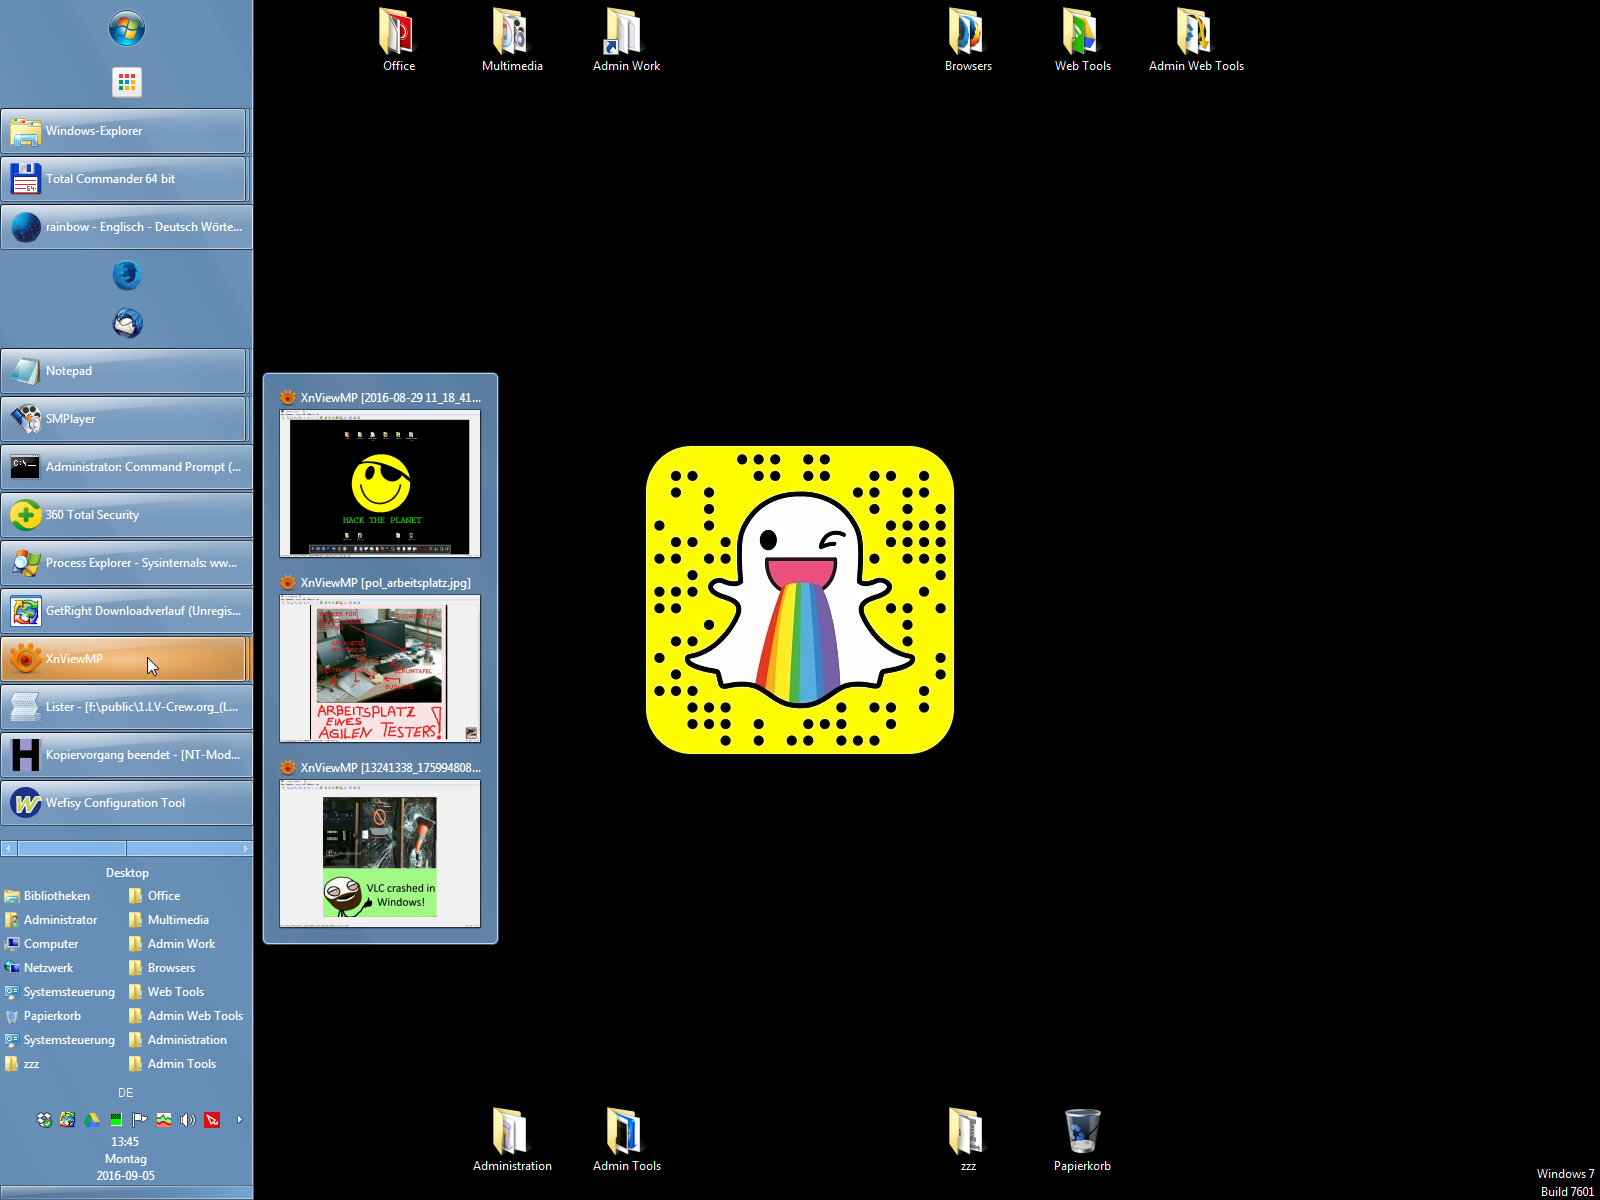 Office
Multimedia
Admin Work
Browsers
Web Tools
Admin Web Tools
Windows-Explorer
Total Commander 64 bit
rainbow - Englisch - Deutsch Wörte...
Notepad
SMPlayer
Administrator: Command Prompt (...
360 Total Security
Process Explorer - Sysinternals: ww...
GetRight Downloadverlauf (Unregis...
XnViewMP
Lister - [f:\public\1.LV-Crew.org_(L...
Kopiervorgang beendet - [NT-Mod...
Wefisy Configuration Tool
XnViewMP [2016-08-29 11_18_41...
HACK THE PLANET
XnViewMP [pol_arbeitsplatz.jpg]
SCRUMTAFEL
ARBEITSPLATZ
EINES
AGILEN TESTERS!
XnViewMP [13241338_175994808...
VLC crashed in
Windows!
Desktop
Bibliotheken
Office
Administrator
Multimedia
Computer
Admin Work
Netzwerk
Browsers
Systemsteuerung
Web Tools
Papierkorb
Admin Web Tools
Systemsteuerung
Administration
zzz
Admin Tools
DE
13:45
Montag
2016-09-05
Administration
Admin Tools
zzz
Papierkorb
Windows 7
Build 7601